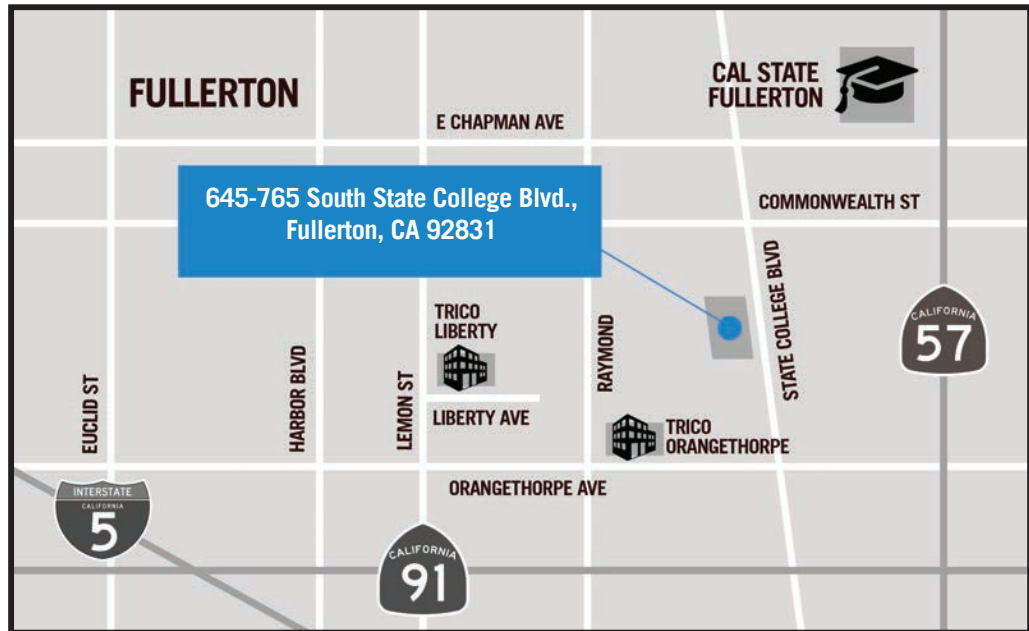 FULLERTON
CAL STATE
FULLERTON
E CHAPMAN AVE
645-765 South State College Blvd.,
Fullerton, CA 92831
COMMONWEALTH ST
TRICO
LIBERTY
STATE COLLEGE BLVD
CALIFORNIA
57
RAYMOND
EUCLID ST
HARBOR BLVD
LEMON ST
LIBERTY AVE
TRICO
ORANGETHORPE
ORANGETHORPE AVE
INTERSTATE
CALIFORNIA
5
CALIFORNIA
91